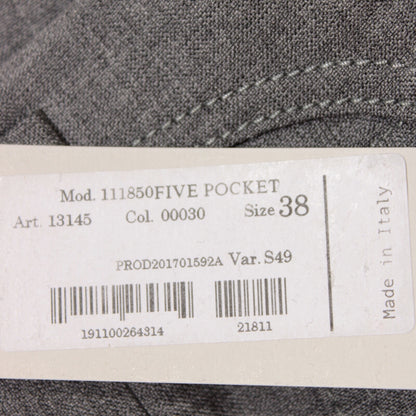 Mod. 111850FIVE POCKET
Art. 13145 Col. 00030 Size 38
PROD201701592A Var. S49
191100264314 21811
Made in Italy